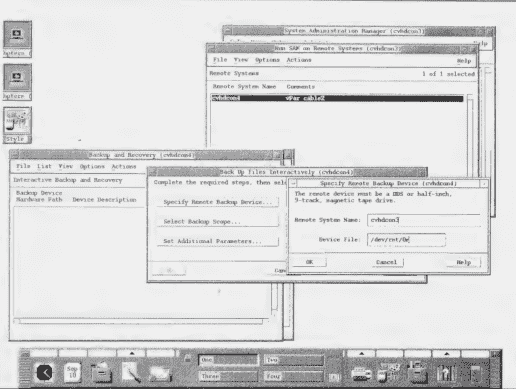 System Administration Manager (cvhdcon3)
Help
Run SAM on Remote Systems (cvhdcon3)
File View Options Actions Help
Remote Systems 1 of 1 selected
Remote System Name Comments
cvhdcon4
Style
Backup and Recovery (cvhdcon4)
File List View Options Actions
Interactive Backup and Recovery
Backup Device
Hardware Path Device Description
Back Up Files Interactively (cvhdcon4)
Complete the required steps, then
Specify Remote Backup Device...
Select Backup Scope...
Set Additional Parameters...
Specify Remote Backup Device (cvhdcon4)
The remote device must be a DDS or half-inch,
9-track, magnetic tape drive.
Remote System Name: cvhdcon3
Device File: /dev/rmt/0m
OK Cancel Help
Sep
One Two
Three Four